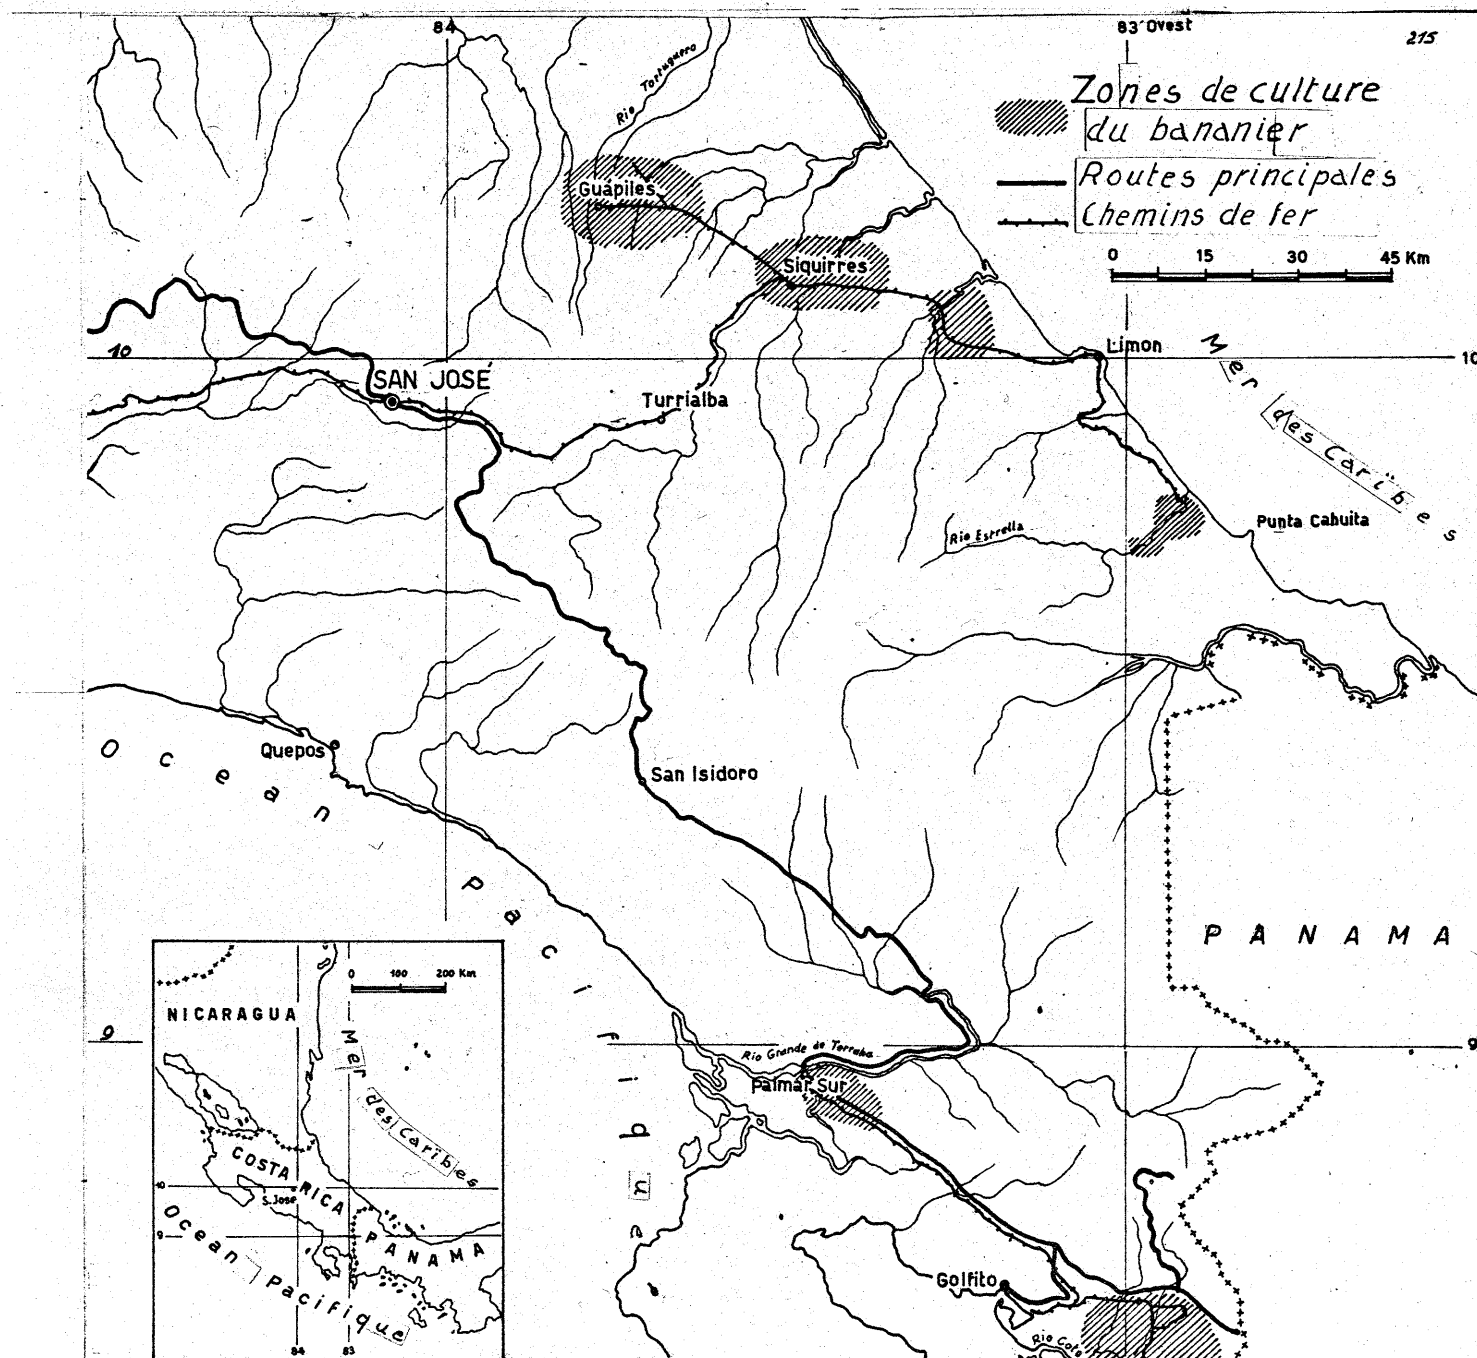 84
83°Ovest
215
Rio Tortuguero
Zones de culture
du bananier
Routes principales
Chemins de fer
0 15 30 45 Km
Guápiles
Siquirres
10
Limon
10
SAN JOSÉ
Turrialba
Mer des Caraïbes
Rio Estrella
Punta Cahuita
Quepos
San Isidoro
Ocean Pacifique
PANAMA
9
9
Rio Grande de Terraba
Palmar Sur
Golfito
Rio Coto
0 100 200 Km
NICARAGUA
Mer des Caribes
COSTA RICA
S. José
10
9
PANAMA
Ocean Pacifique
84 83